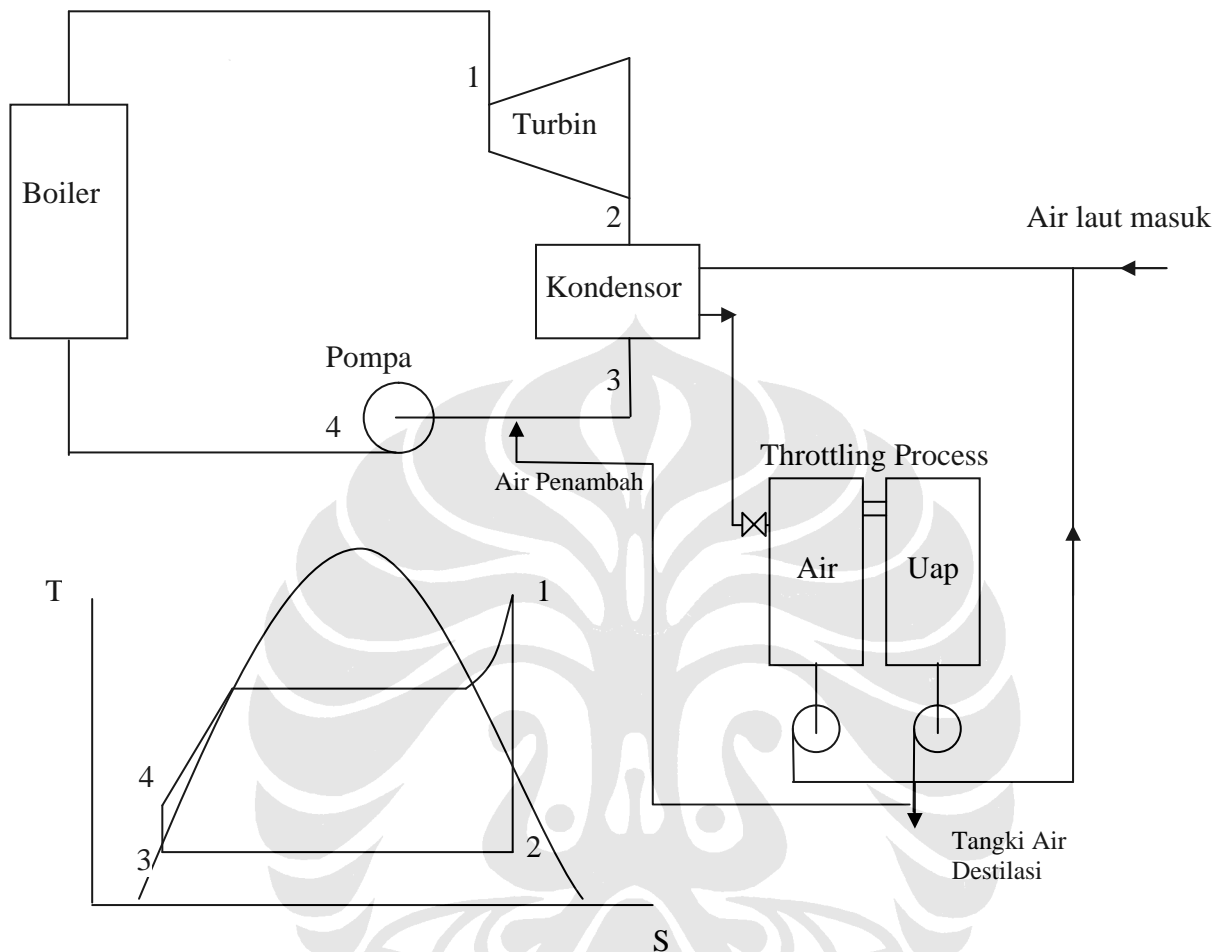 1
Turbin
Boiler
2
Air laut masuk
Kondensor
Pompa
3
4
Throttling Process
Air Penambah
Air
Uap
T
1
4
3
2
Tangki Air
Destilasi
S